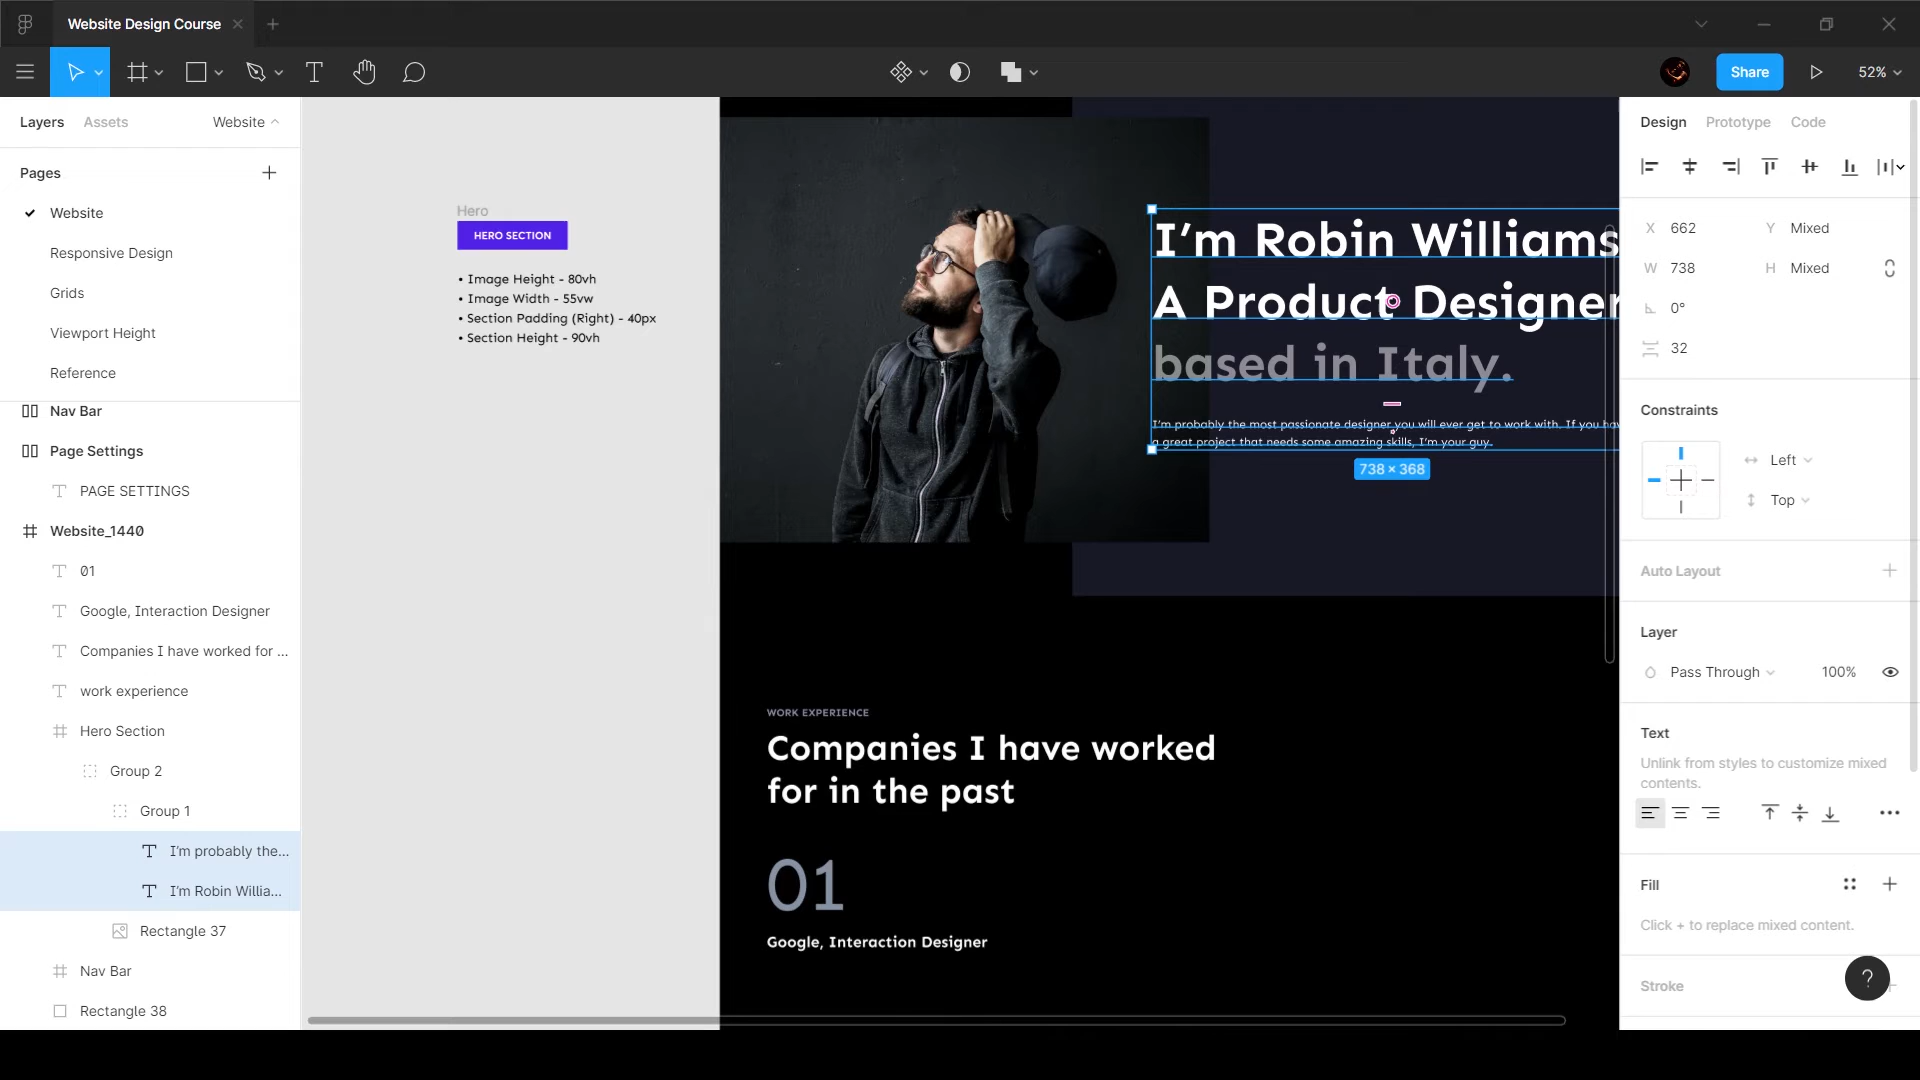 Website Design Course
Share
52%
Layers
Assets
Website
Pages
Website
Responsive Design
Grids
Viewport Height
Reference
Nav Bar
Page Settings
PAGE SETTINGS
Website_1440
01
Google, Interaction Designer
Companies I have worked for ...
work experience
Hero Section
Group 2
Group 1
I'm probably the...
I'm Robin Willia...
Rectangle 37
Nav Bar
Rectangle 38
Hero
HERO SECTION
• Image Height - 80vh
• Image Width - 55vw
• Section Padding (Right) - 40px
• Section Height - 90vh
I'm Robin Williams
A Product Designer
based in Italy.
I'm probably the most passionate designer you will ever get to work with. If you hav
a great project that needs some amazing skills, I'm your guy.
738 × 368
WORK EXPERIENCE
Companies I have worked
for in the past
01
Google, Interaction Designer
Design
Prototype
Code
X 662
Y Mixed
W 738
H Mixed
0°
32
Constraints
Left
Top
Auto Layout
Layer
Pass Through
100%
Text
Unlink from styles to customize mixed
contents.
Fill
Click + to replace mixed content.
Stroke
?